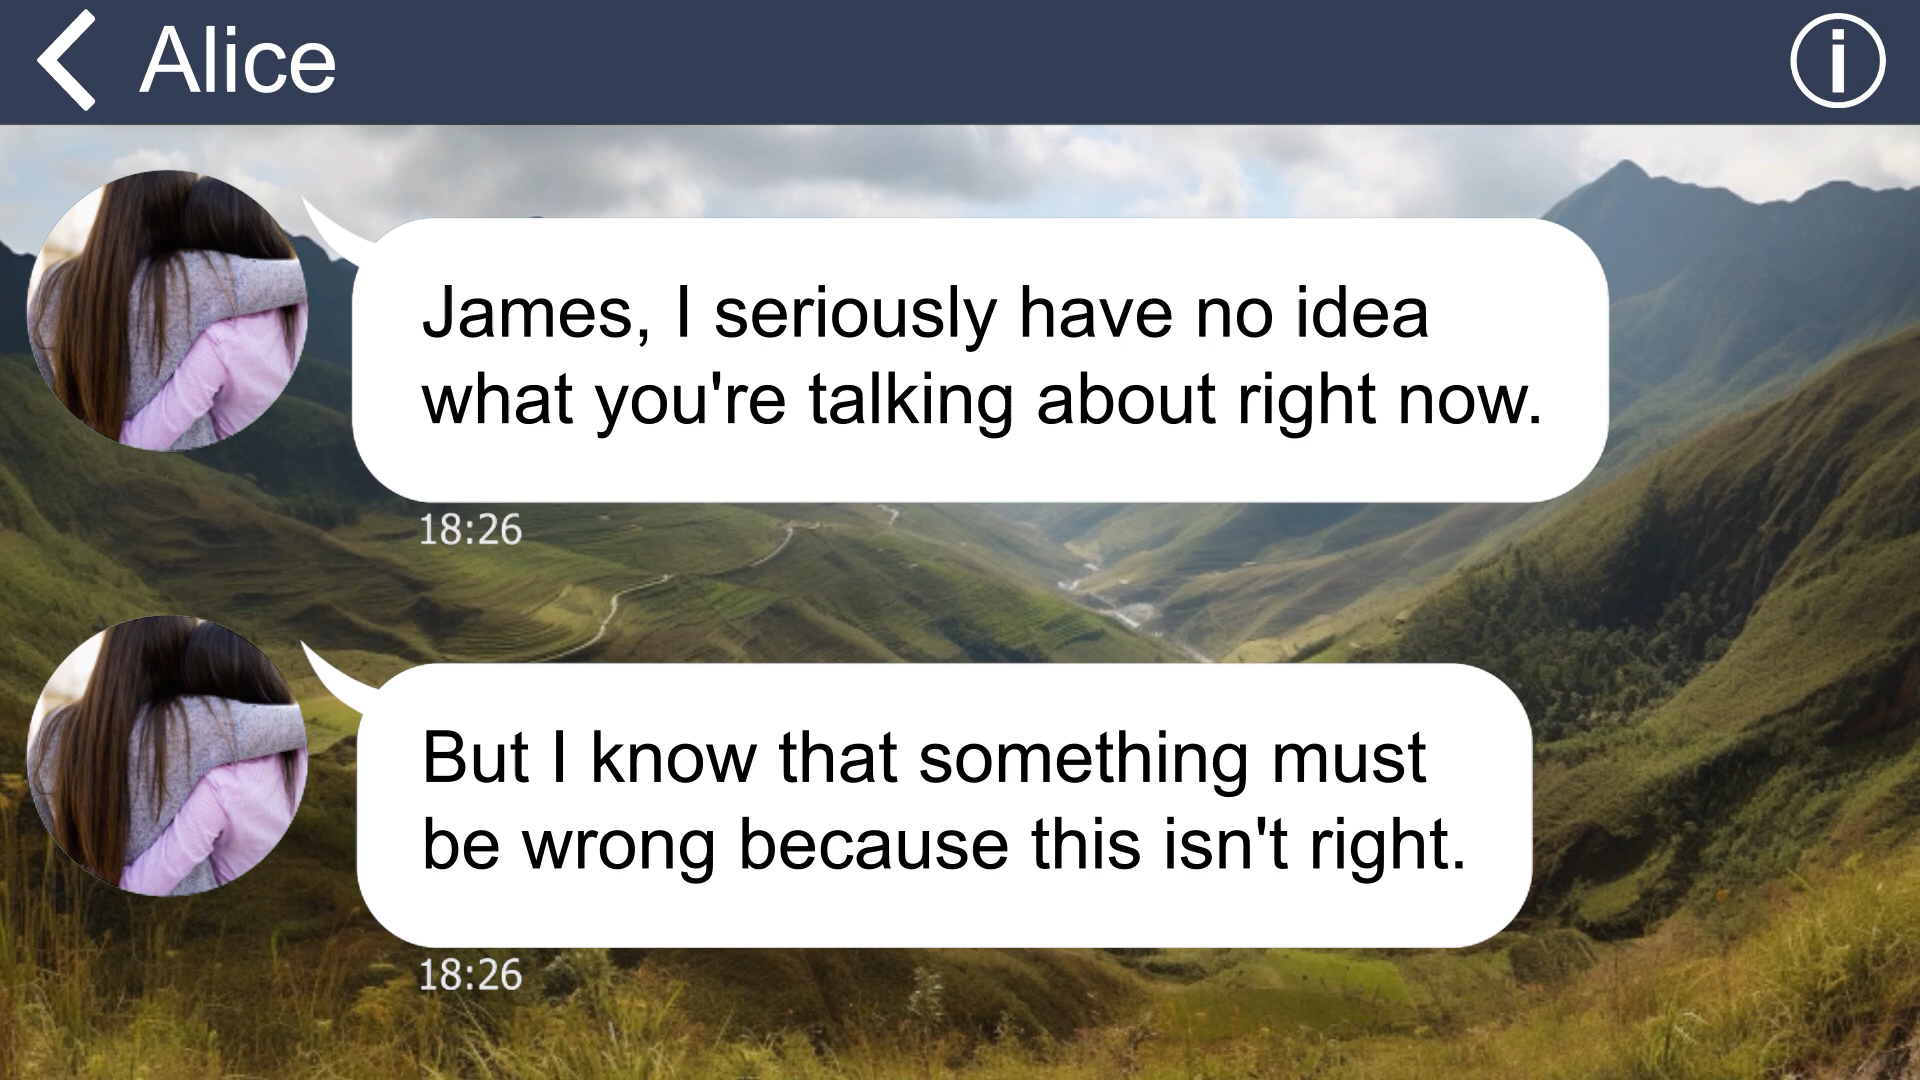 Alice
James, I seriously have no idea
what you're talking about right now.
18:26
But I know that something must
be wrong because this isn't right.
18:26